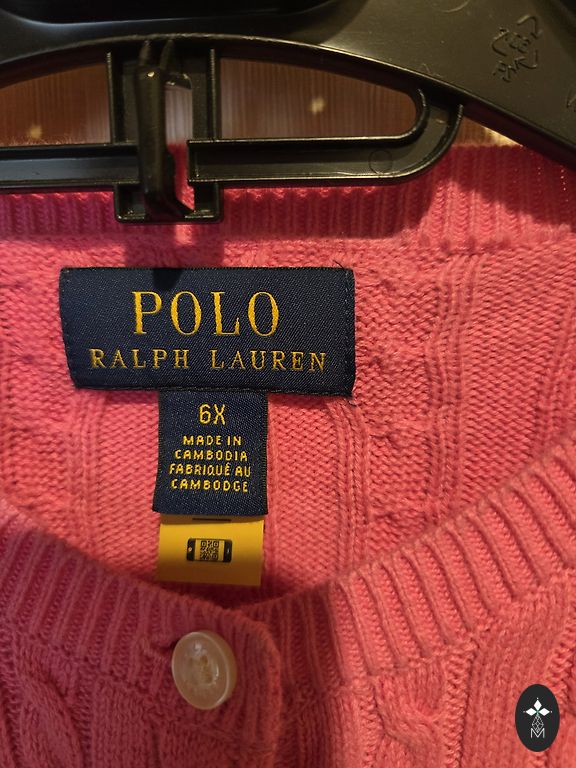 POLO
RALPH LAUREN
6X
MADE IN
CAMBODIA
FABRIQUÉ AU
CAMBODGE
M